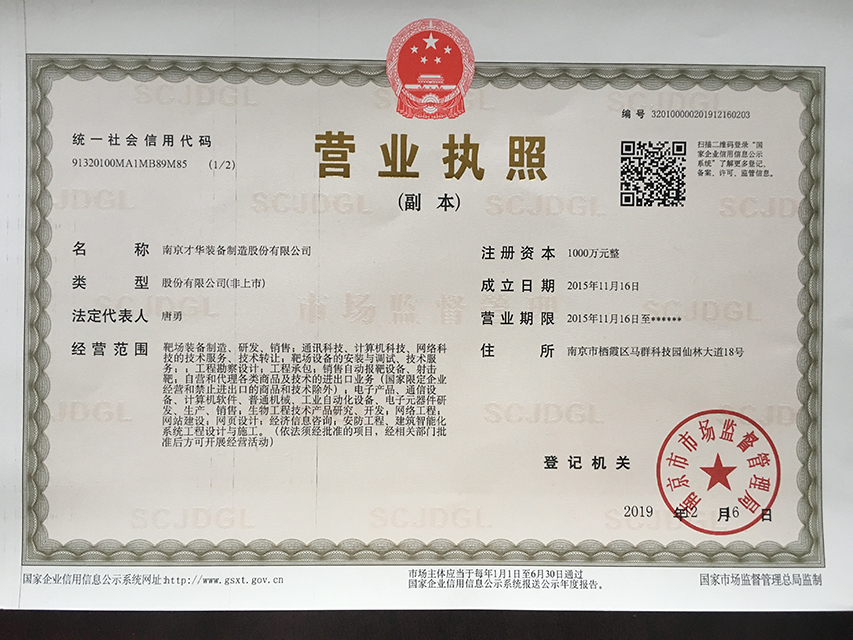 编 号 320100000201912160203
统一社会信用代码
91320100MA1MB89M85 (1/2)
营业执照
(副 本)
扫描二维码登录“国
家企业信用信息公示
系统”了解更多登记、
备案、许可、监管信息。
名 称 南京才华装备制造股份有限公司
类 型 股份有限公司(非上市)
法定代表人 唐勇
经营范围 靶场装备制造、研发、销售；通讯科技、计算机科技、网络科
技的技术服务、技术转让；靶场设备的安装与调试、技术服
务；；工程勘察设计；工程承包；销售自动报靶设备、射击
靶；自营和代理各类商品及技术的进出口业务（国家限定企业
经营和禁止进出口的商品和技术除外）；电子产品、通信设
备、计算机软件、普通机械、工业自动化设备、电子元器件研
发、生产、销售；生物工程技术产品研究、开发；网络工程；
网站建设；网页设计；经济信息咨询；安防工程、建筑智能化
系统工程设计与施工。（依法须经批准的项目，经相关部门批
准后方可开展经营活动）
注册资本 1000万元整
成立日期 2015年11月16日
营业期限 2015年11月16日至******
住 所 南京市栖霞区马群科技园仙林大道18号
登记机关
南京市市场监督管理局
2019 年12 月16 日
国家企业信用信息公示系统网址:http://www.gsxt.gov.cn
市场主体应当于每年1月1日至6月30日通过
国家企业信用信息公示系统报送公示年度报告。
国家市场监督管理总局监制
SCJDGL
市场监督管理